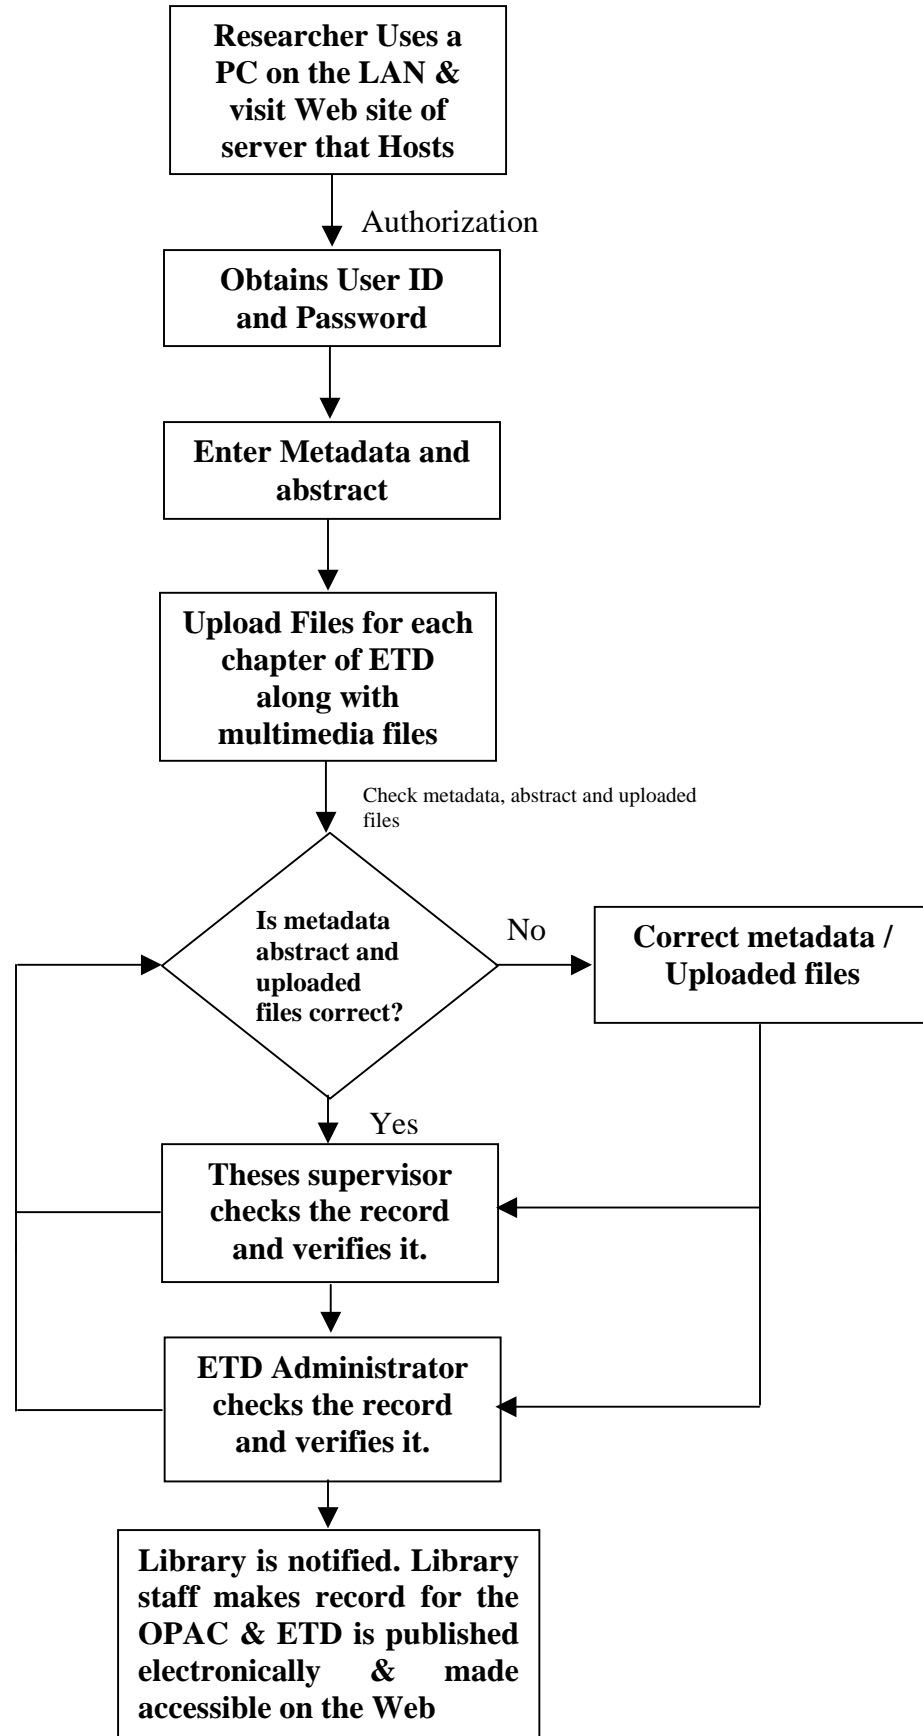 Researcher Uses a
PC on the LAN &
visit Web site of
server that Hosts
Authorization
Obtains User ID
and Password
Enter Metadata and
abstract
Upload Files for each
chapter of ETD
along with
multimedia files
Check metadata, abstract and uploaded
files
Is metadata
abstract and
uploaded
files correct?
No
Correct metadata /
Uploaded files
Yes
Theses supervisor
checks the record
and verifies it.
ETD Administrator
checks the record
and verifies it.
Library is notified. Library
staff makes record for the
OPAC & ETD is published
electronically & made
accessible on the Web